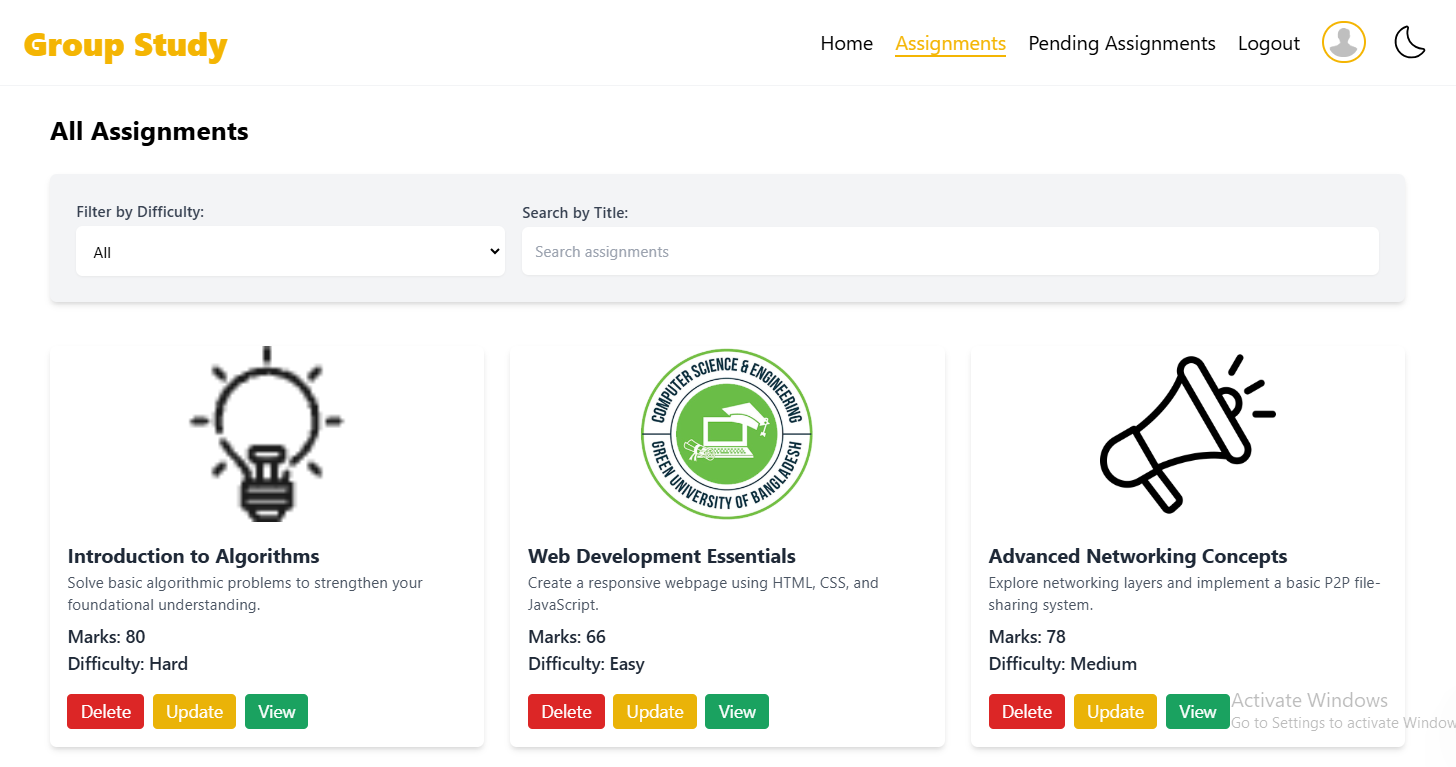 Group Study
Home
Assignments
Pending Assignments
Logout
All Assignments
Filter by Difficulty:
All
Search by Title:
Search assignments
COMPUTER SCIENCE & ENGINEERING
GREEN UNIVERSITY OF BANGLADESH
Introduction to Algorithms
Solve basic algorithmic problems to strengthen your
foundational understanding.
Marks: 80
Difficulty: Hard
Delete
Update
View
Web Development Essentials
Create a responsive webpage using HTML, CSS, and
JavaScript.
Marks: 66
Difficulty: Easy
Delete
Update
View
Advanced Networking Concepts
Explore networking layers and implement a basic P2P file-
sharing system.
Marks: 78
Difficulty: Medium
Delete
Update
View
Activate Windows
Go to Settings to activate Window